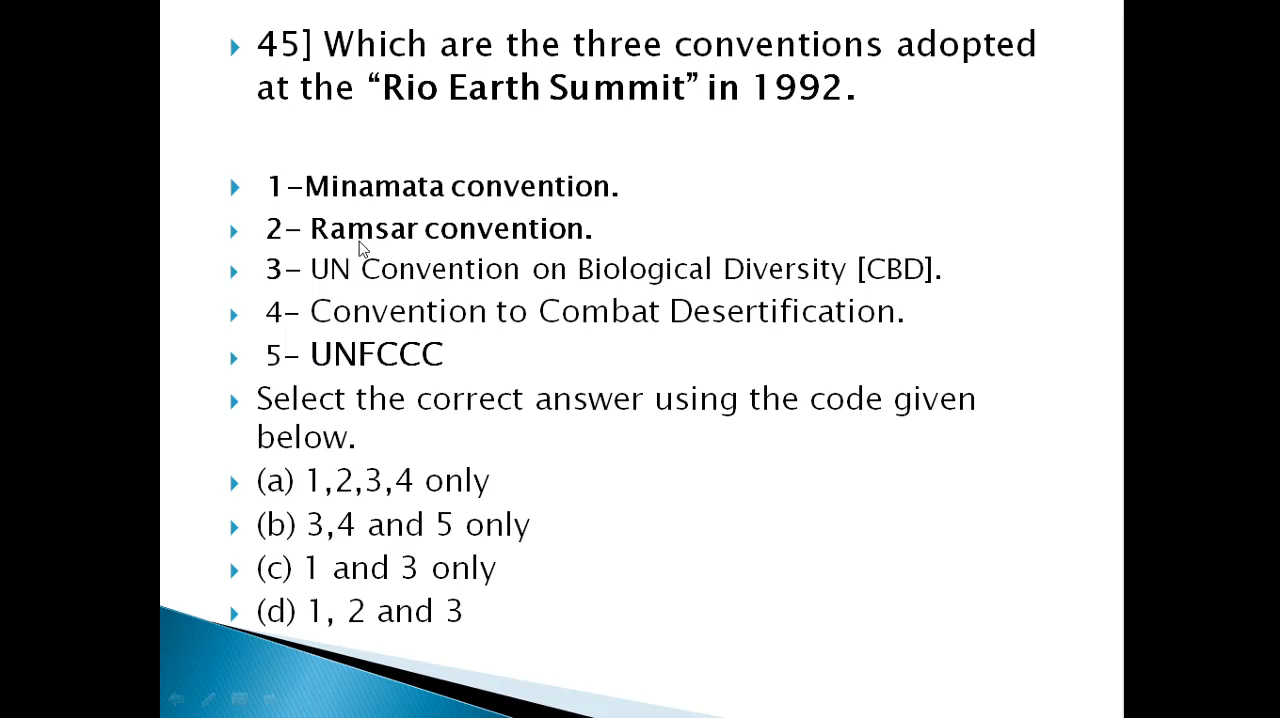 45] Which are the three conventions adopted
at the “Rio Earth Summit” in 1992.
1-Minamata convention.
2- Ramsar convention.
3- UN Convention on Biological Diversity [CBD].
4- Convention to Combat Desertification.
5- UNFCCC
Select the correct answer using the code given
below.
(a) 1,2,3,4 only
(b) 3,4 and 5 only
(c) 1 and 3 only
(d) 1, 2 and 3